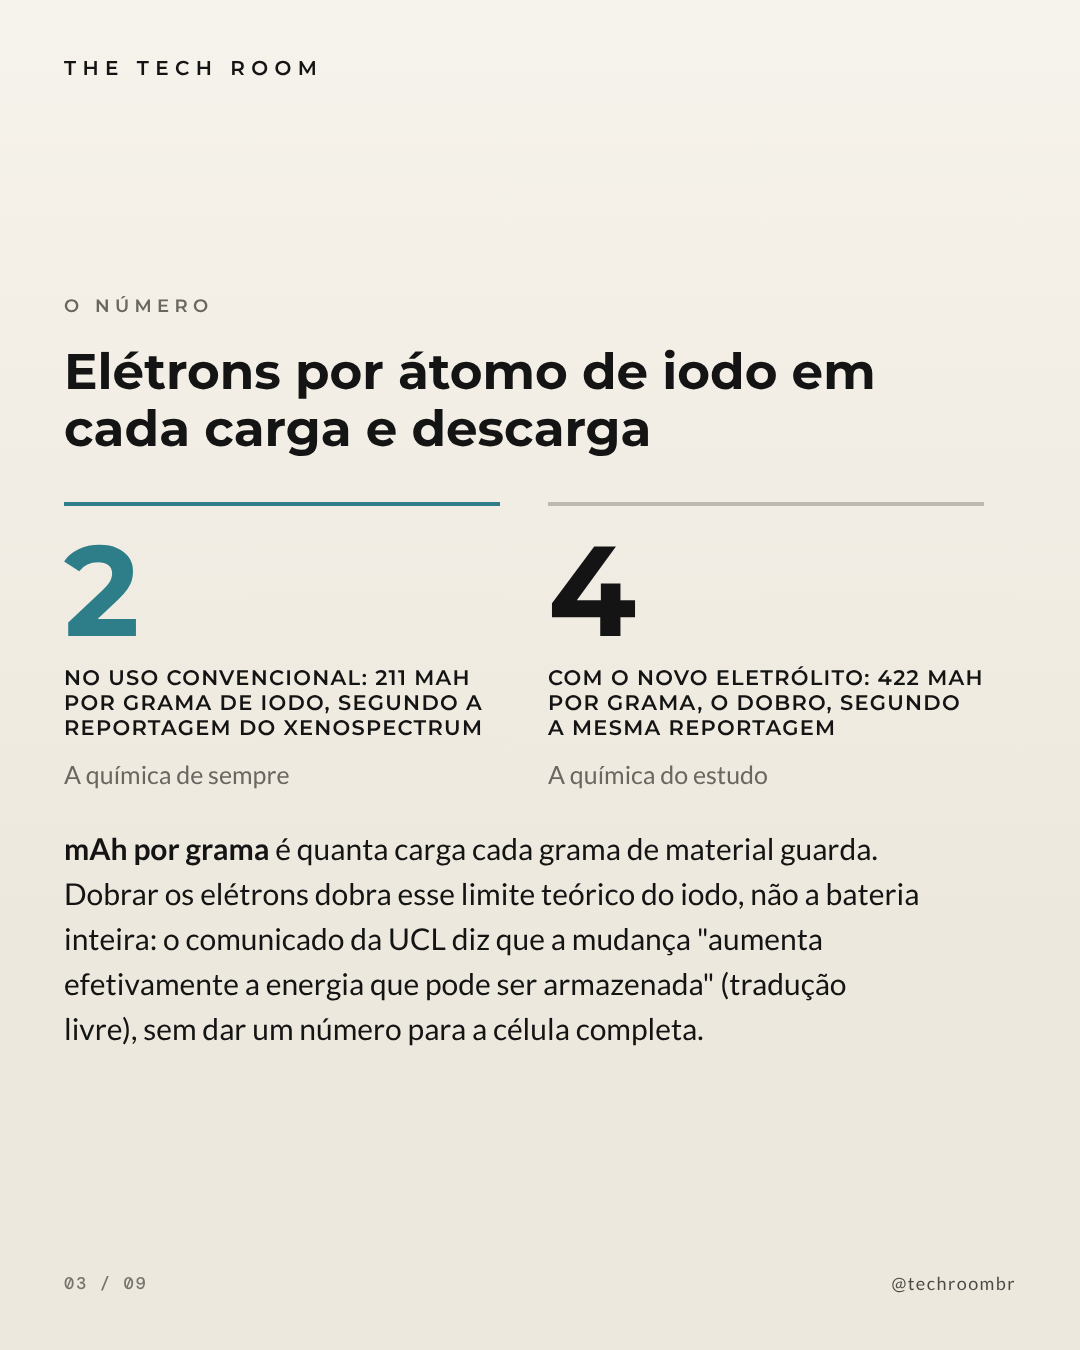 THE TECH ROOM
O NÚMERO
Elétrons por átomo de iodo em
cada carga e descarga
2
NO USO CONVENCIONAL: 211 MAH
POR GRAMA DE IODO, SEGUNDO A
REPORTAGEM DO XENOSPECTRUM
A química de sempre
4
COM O NOVO ELETRÓLITO: 422 MAH
POR GRAMA, O DOBRO, SEGUNDO
A MESMA REPORTAGEM
A química do estudo
mAh por grama é quanta carga cada grama de material guarda.
Dobrar os elétrons dobra esse limite teórico do iodo, não a bateria
inteira: o comunicado da UCL diz que a mudança "aumenta
efetivamente a energia que pode ser armazenada" (tradução
livre), sem dar um número para a célula completa.
03 / 09
@techroombr